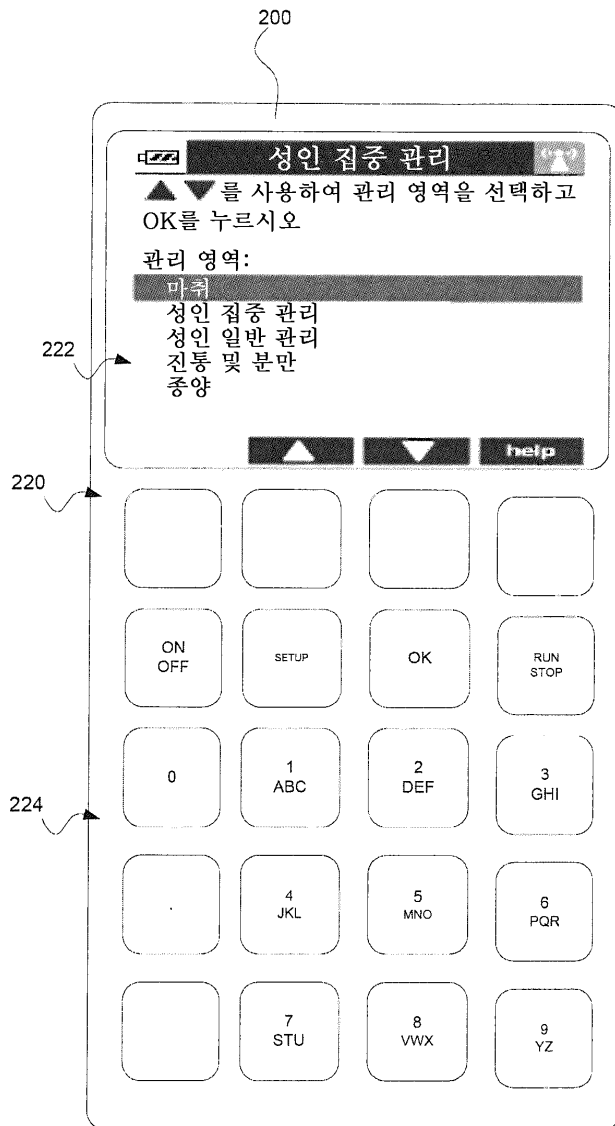 200
성인 집중 관리
▲ ▼ 를 사용하여 관리 영역을 선택하고
OK를 누르시오
관리 영역:
마취
성인 집중 관리
성인 일반 관리
222
진통 및 분만
종양
▲ ▼ help
220
ON
OFF
SETUP
OK
RUN
STOP
0
1
ABC
2
DEF
3
GHI
224
.
4
JKL
5
MNO
6
PQR
7
STU
8
VWX
9
YZ